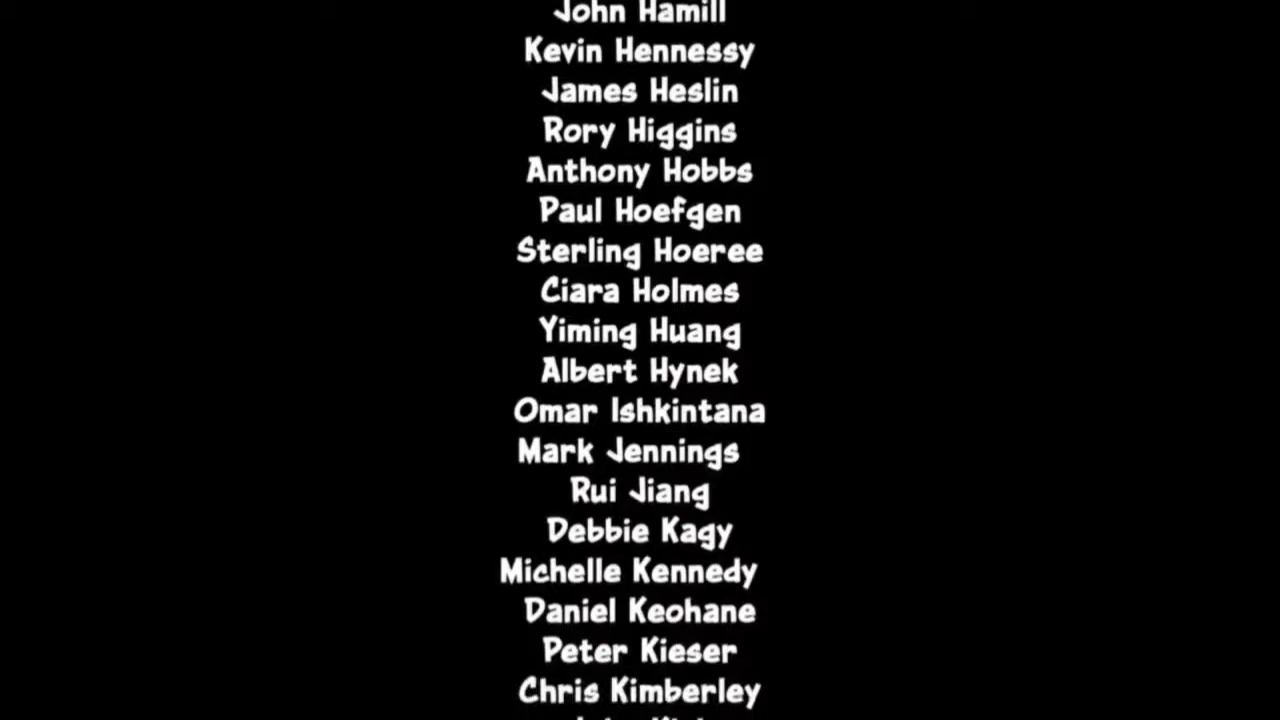 John Hamill
Kevin Hennessy
James Heslin
Rory Higgins
Anthony Hobbs
Paul Hoefgen
Sterling Hoeree
Ciara Holmes
Yiming Huang
Albert Hynek
Omar Ishkintana
Mark Jennings
Rui Jiang
Debbie Kagy
Michelle Kennedy
Daniel Keohane
Peter Kieser
Chris Kimberley